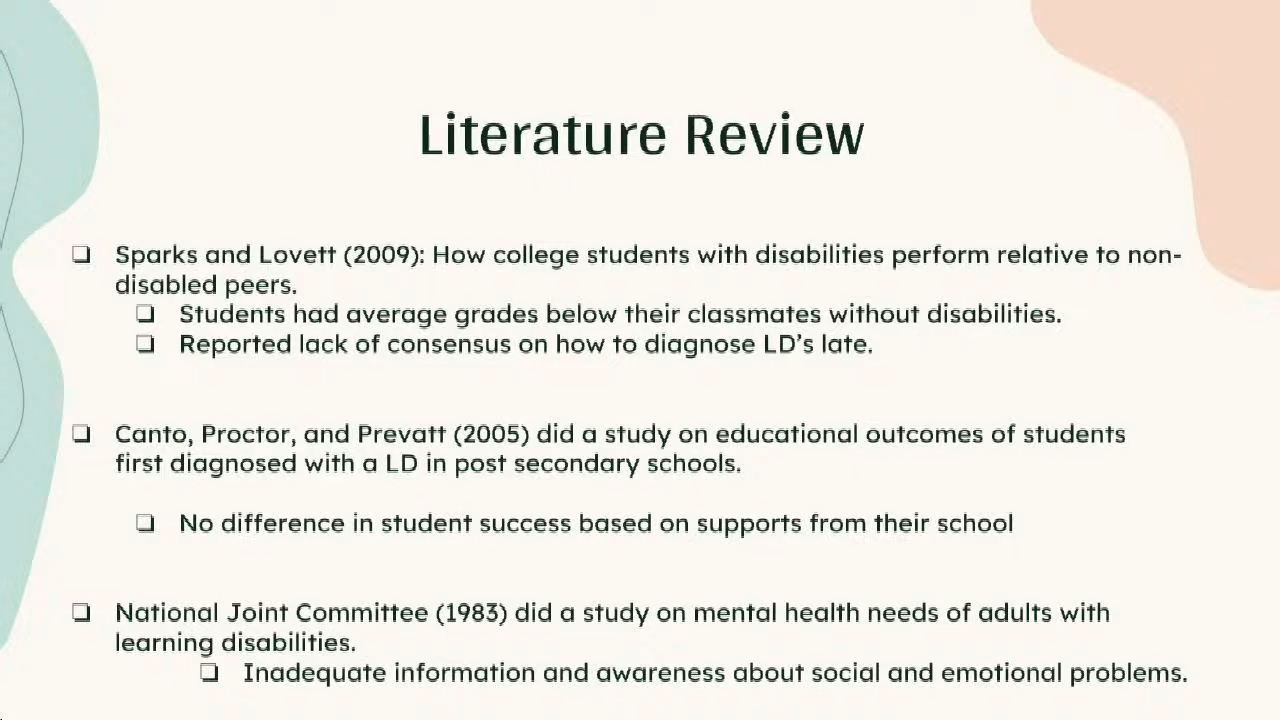 Literature Review
❑ Sparks and Lovett (2009): How college students with disabilities perform relative to non-
disabled peers.
❑ Students had average grades below their classmates without disabilities.
❑ Reported lack of consensus on how to diagnose LD’s late.
❑ Canto, Proctor, and Prevatt (2005) did a study on educational outcomes of students
first diagnosed with a LD in post secondary schools.
❑ No difference in student success based on supports from their school
❑ National Joint Committee (1983) did a study on mental health needs of adults with
learning disabilities.
❑ Inadequate information and awareness about social and emotional problems.